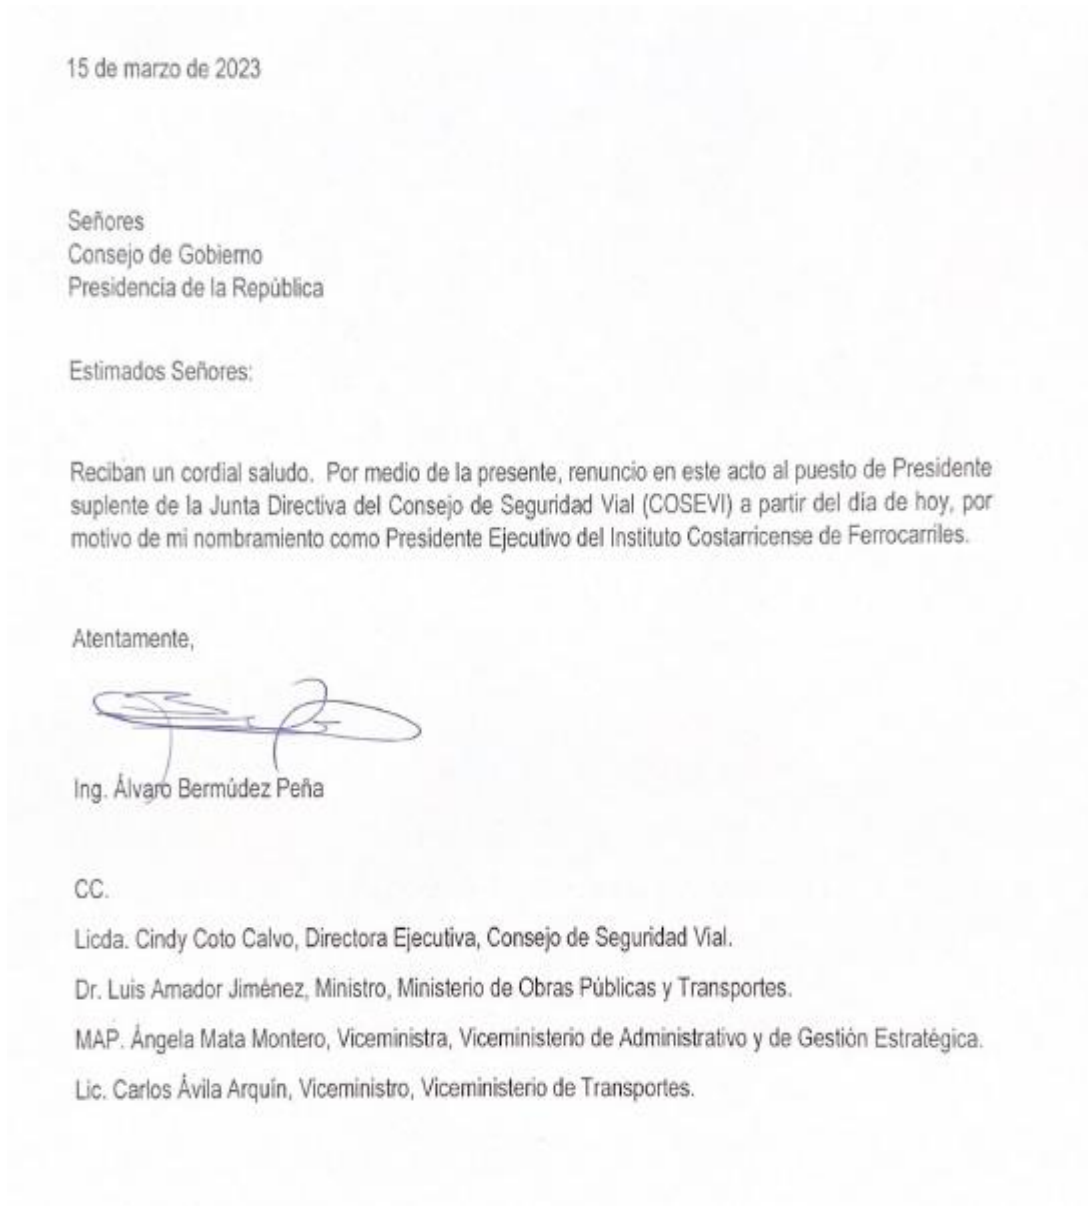 15 de marzo de 2023
Señores
Consejo de Gobierno
Presidencia de la República
Estimados Señores:
Reciban un cordial saludo. Por medio de la presente, renuncio en este acto al puesto de Presidente
suplente de la Junta Directiva del Consejo de Seguridad Vial (COSEVI) a partir del día de hoy, por
motivo de mi nombramiento como Presidente Ejecutivo del Instituto Costarricense de Ferrocarriles.
Atentamente,
Ing. Álvaro Bermúdez Peña
CC.
Licda. Cindy Coto Calvo, Directora Ejecutiva, Consejo de Seguridad Vial.
Dr. Luis Amador Jiménez, Ministro, Ministerio de Obras Públicas y Transportes.
MAP. Ángela Mata Montero, Viceministra, Viceministerio de Administrativo y de Gestión Estratégica.
Lic. Carlos Ávila Arquín, Viceministro, Viceministerio de Transportes.